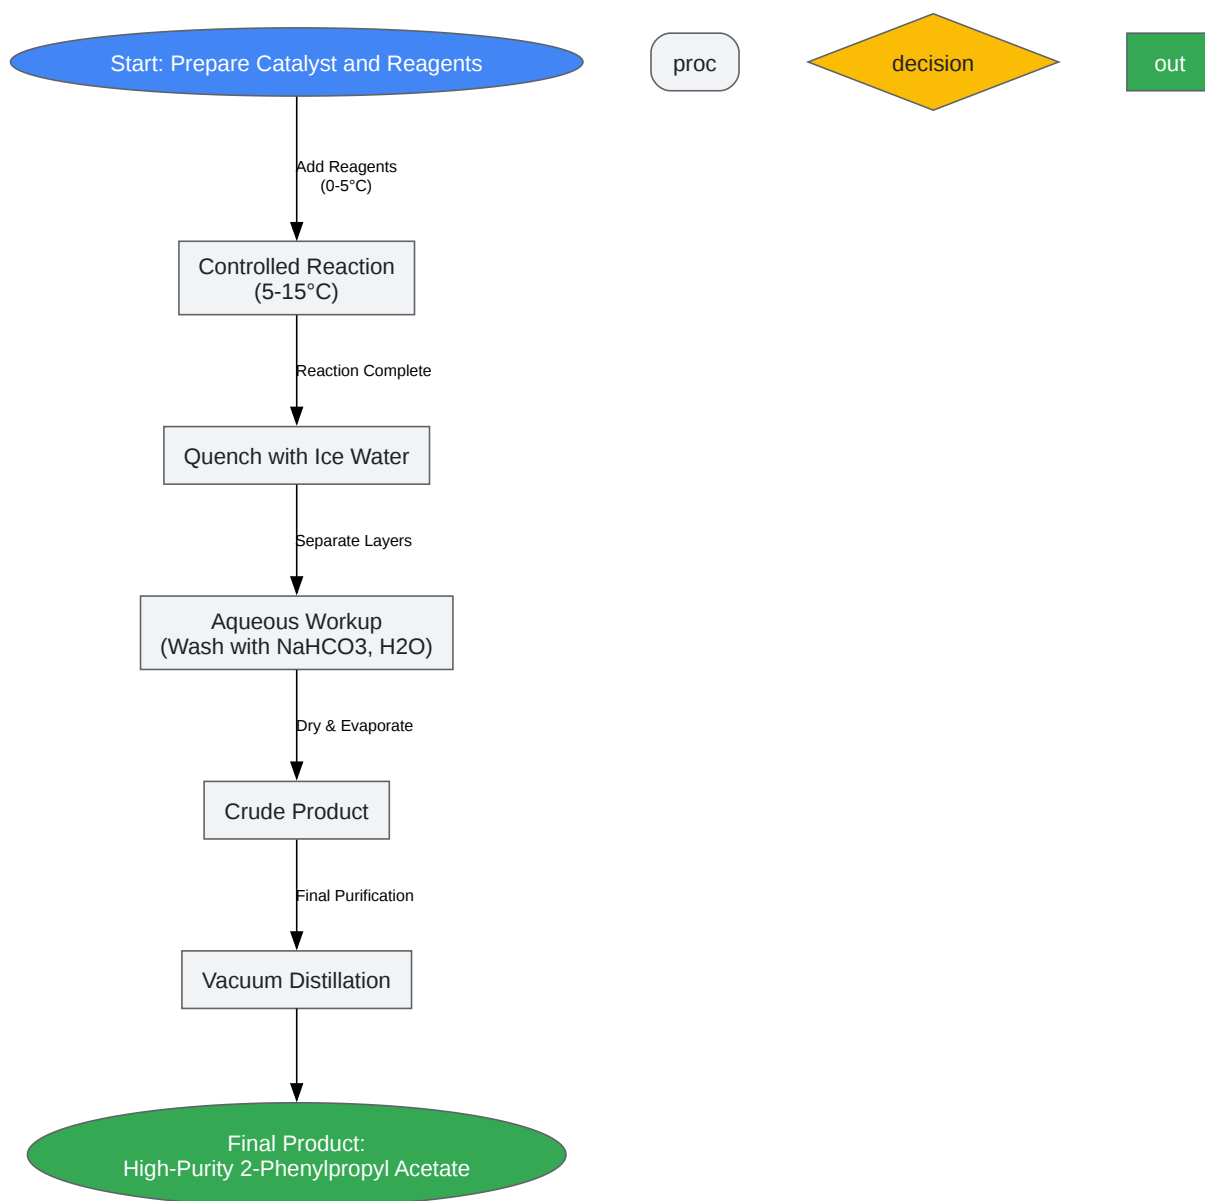 Start: Prepare Catalyst and Reagents
proc
decision
out
Add Reagents
(0-5°C)
Controlled Reaction
(5-15°C)
Reaction Complete
Quench with Ice Water
Separate Layers
Aqueous Workup
(Wash with NaHCO3, H2O)
Dry & Evaporate
Crude Product
Final Purification
Vacuum Distillation
Final Product:
High-Purity 2-Phenylpropyl Acetate